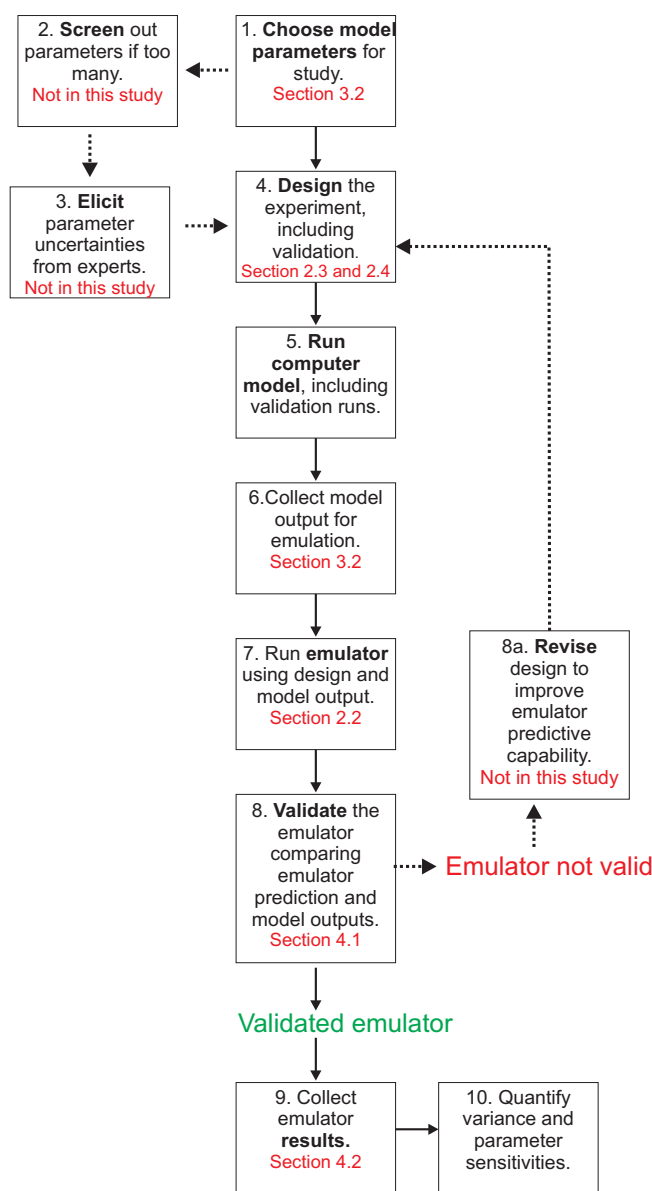 2. Screen out
parameters if too
many.
Not in this study
1. Choose model
parameters for
study.
Section 3.2
3. Elicit
parameter
uncertainties
from experts.
Not in this study
4. Design the
experiment,
including
validation.
Section 2.3 and 2.4
5. Run
computer
model, including
validation runs.
6.Collect model
output for
emulation.
Section 3.2
7. Run emulator
using design and
model output.
Section 2.2
8a. Revise
design to
improve
emulator
predictive
capability.
Not in this study
8. Validate the
emulator
comparing
emulator
prediction and
model outputs.
Section 4.1
Emulator not valid
Validated emulator
9. Collect
emulator
results.
Section 4.2
10. Quantify
variance and
parameter
sensitivities.